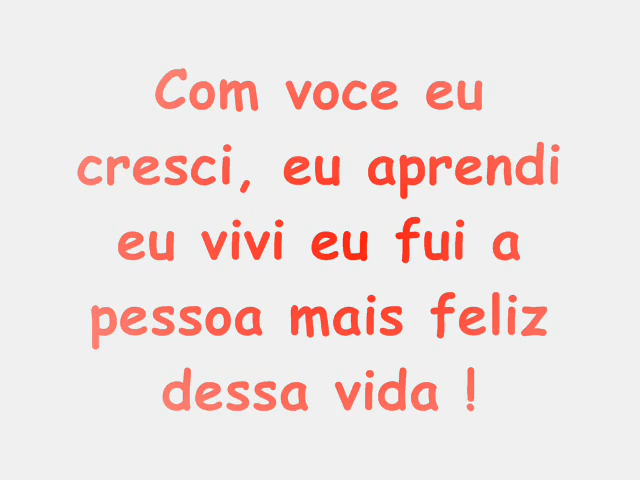 Com voce eu
cresci, eu aprendi
eu vivi eu fui a
pessoa mais feliz
dessa vida !